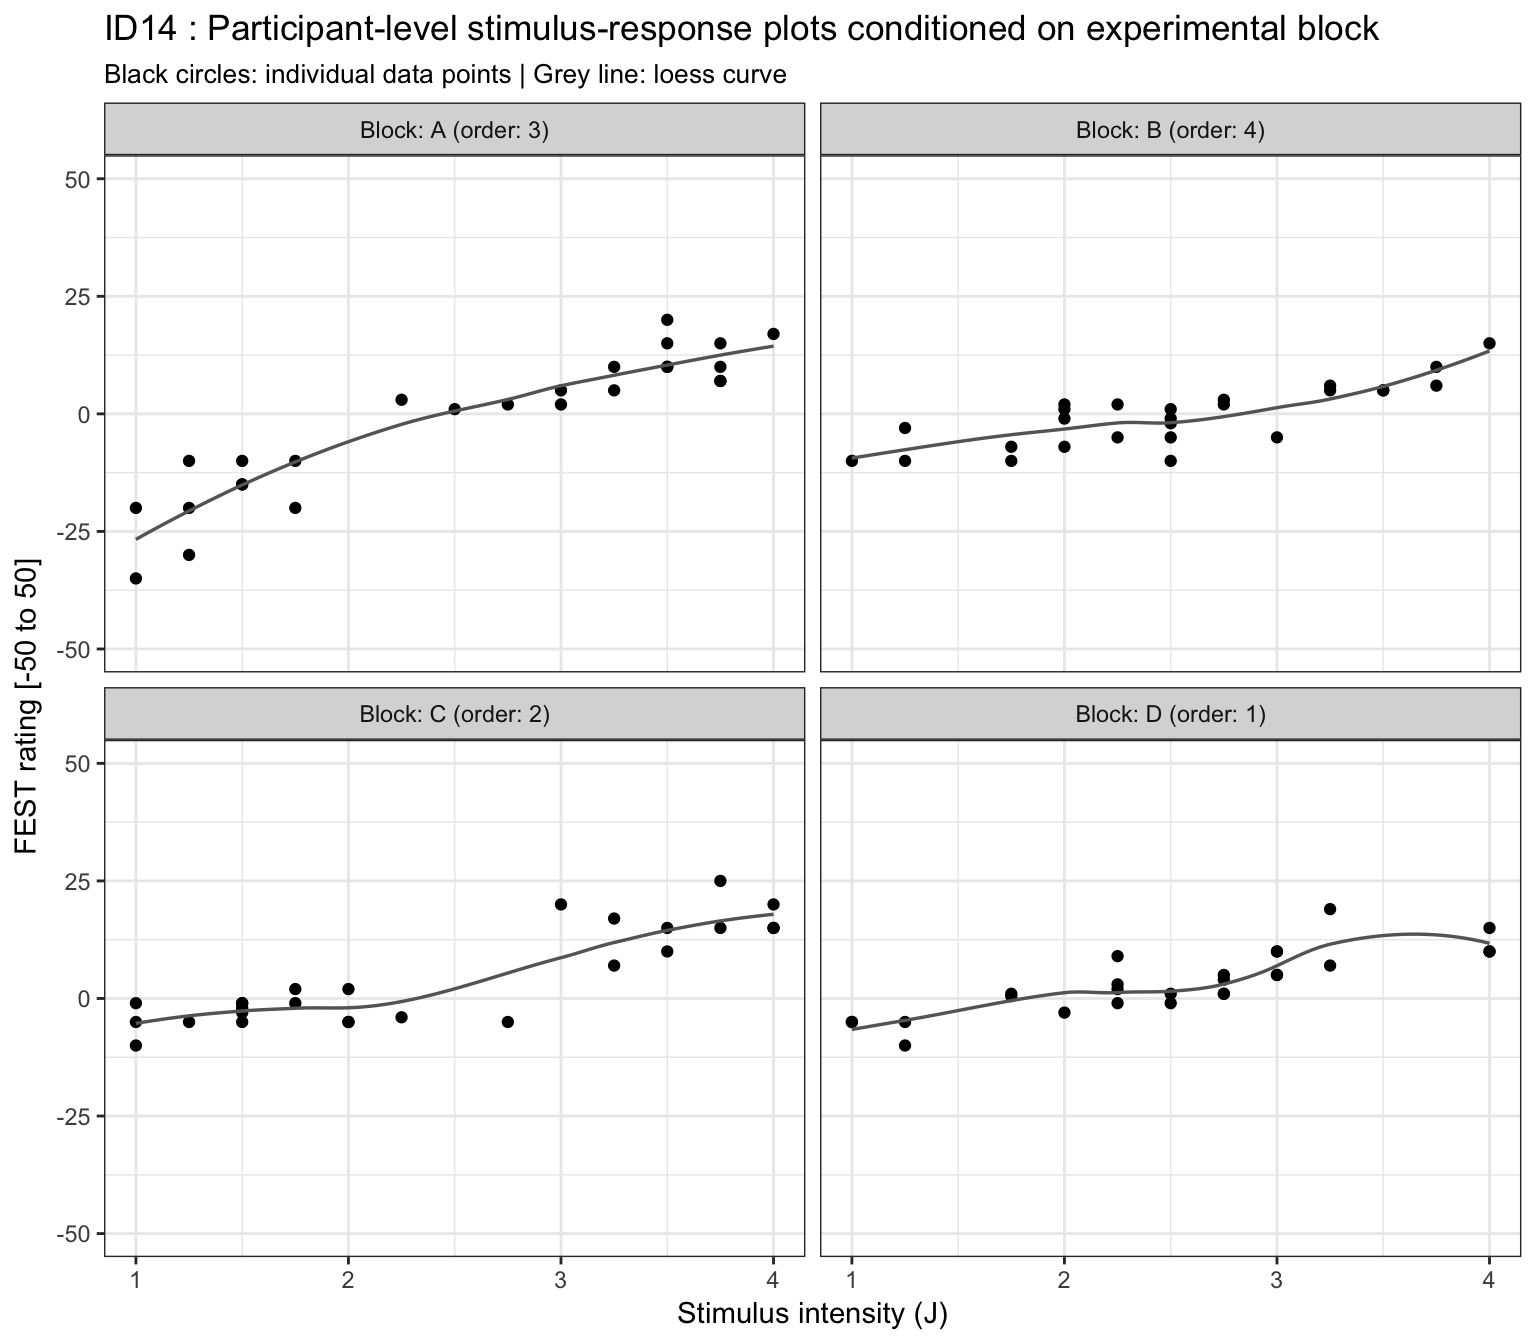 ID14 : Participant-level stimulus-response plots conditioned on experimental block
Black circles: individual data points | Grey line: loess curve
Block: A (order: 3)
Block: B (order: 4)
50
25
0
-25
-50
Block: C (order: 2)
Block: D (order: 1)
50
25
0
-25
-50
FEST rating [-50 to 50]
1 2 3 4 1 2 3 4
Stimulus intensity (J)